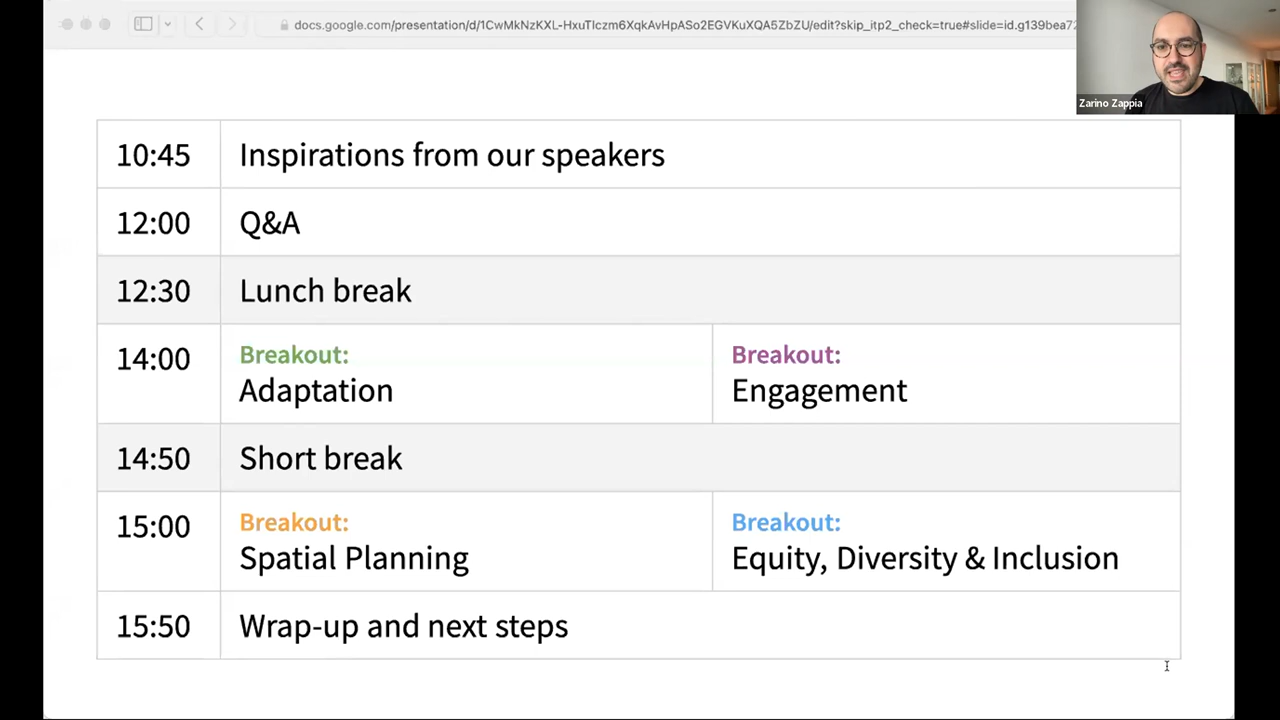 docs.google.com/presentation/d/1CwMkNzKXL-HxuTlczm6XqkAvHpASo2EGVKuXQA5ZbZU/edit?skip_itp2_check=true#slide=id.g139bea72
Zarino Zappia
10:45 Inspirations from our speakers
12:00 Q&A
12:30 Lunch break
14:00 Breakout: Breakout:
Adaptation Engagement
14:50 Short break
15:00 Breakout: Breakout:
Spatial Planning Equity, Diversity & Inclusion
15:50 Wrap-up and next steps